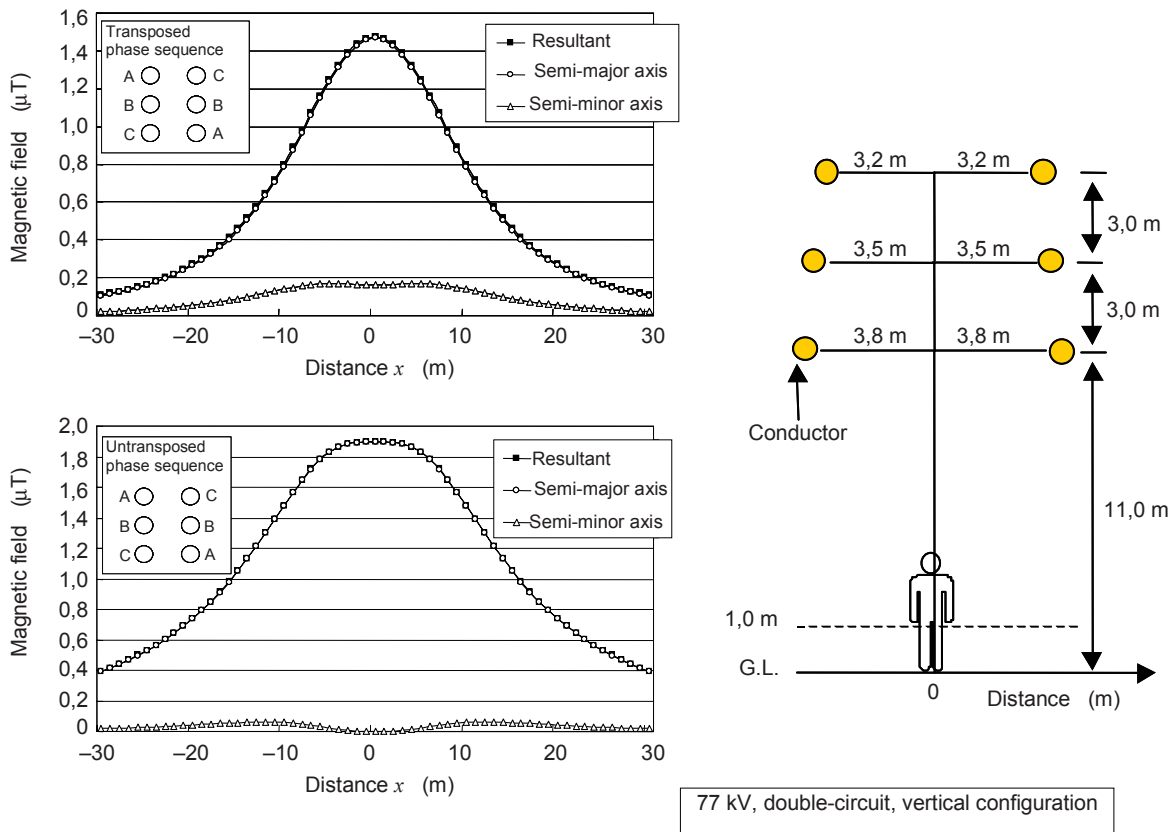 Magnetic field (μT)
1,6
1,4
1,2
1,0
0,8
0,6
0,4
0,2
0
Transposed
phase sequence
A C
B B
C A
Resultant
Semi-major axis
Semi-minor axis
–30 –20 –10 0 10 20 30
Distance x (m)
Magnetic field (μT)
2,0
1,8
1,6
1,4
1,2
1,0
0,8
0,6
0,4
0,2
0
Untransposed
phase sequence
A C
B B
C A
Resultant
Semi-major axis
Semi-minor axis
–30 –20 –10 0 10 20 30
Distance x (m)
3,2 m 3,2 m
3,0 m
3,5 m 3,5 m
3,0 m
3,8 m 3,8 m
Conductor
11,0 m
1,0 m
G.L.
0 Distance (m)
77 kV, double-circuit, vertical configuration